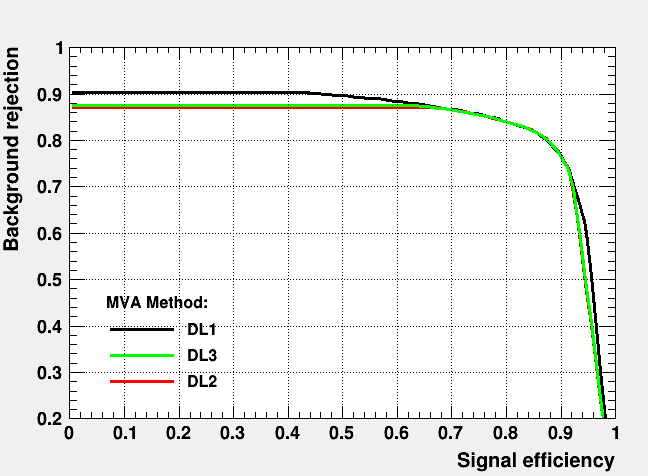 Background rejection
1
0.9
0.8
0.7
0.6
0.5
0.4
0.3
0.2
MVA Method:
DL1
DL3
DL2
0 0.1 0.2 0.3 0.4 0.5 0.6 0.7 0.8 0.9 1
Signal efficiency